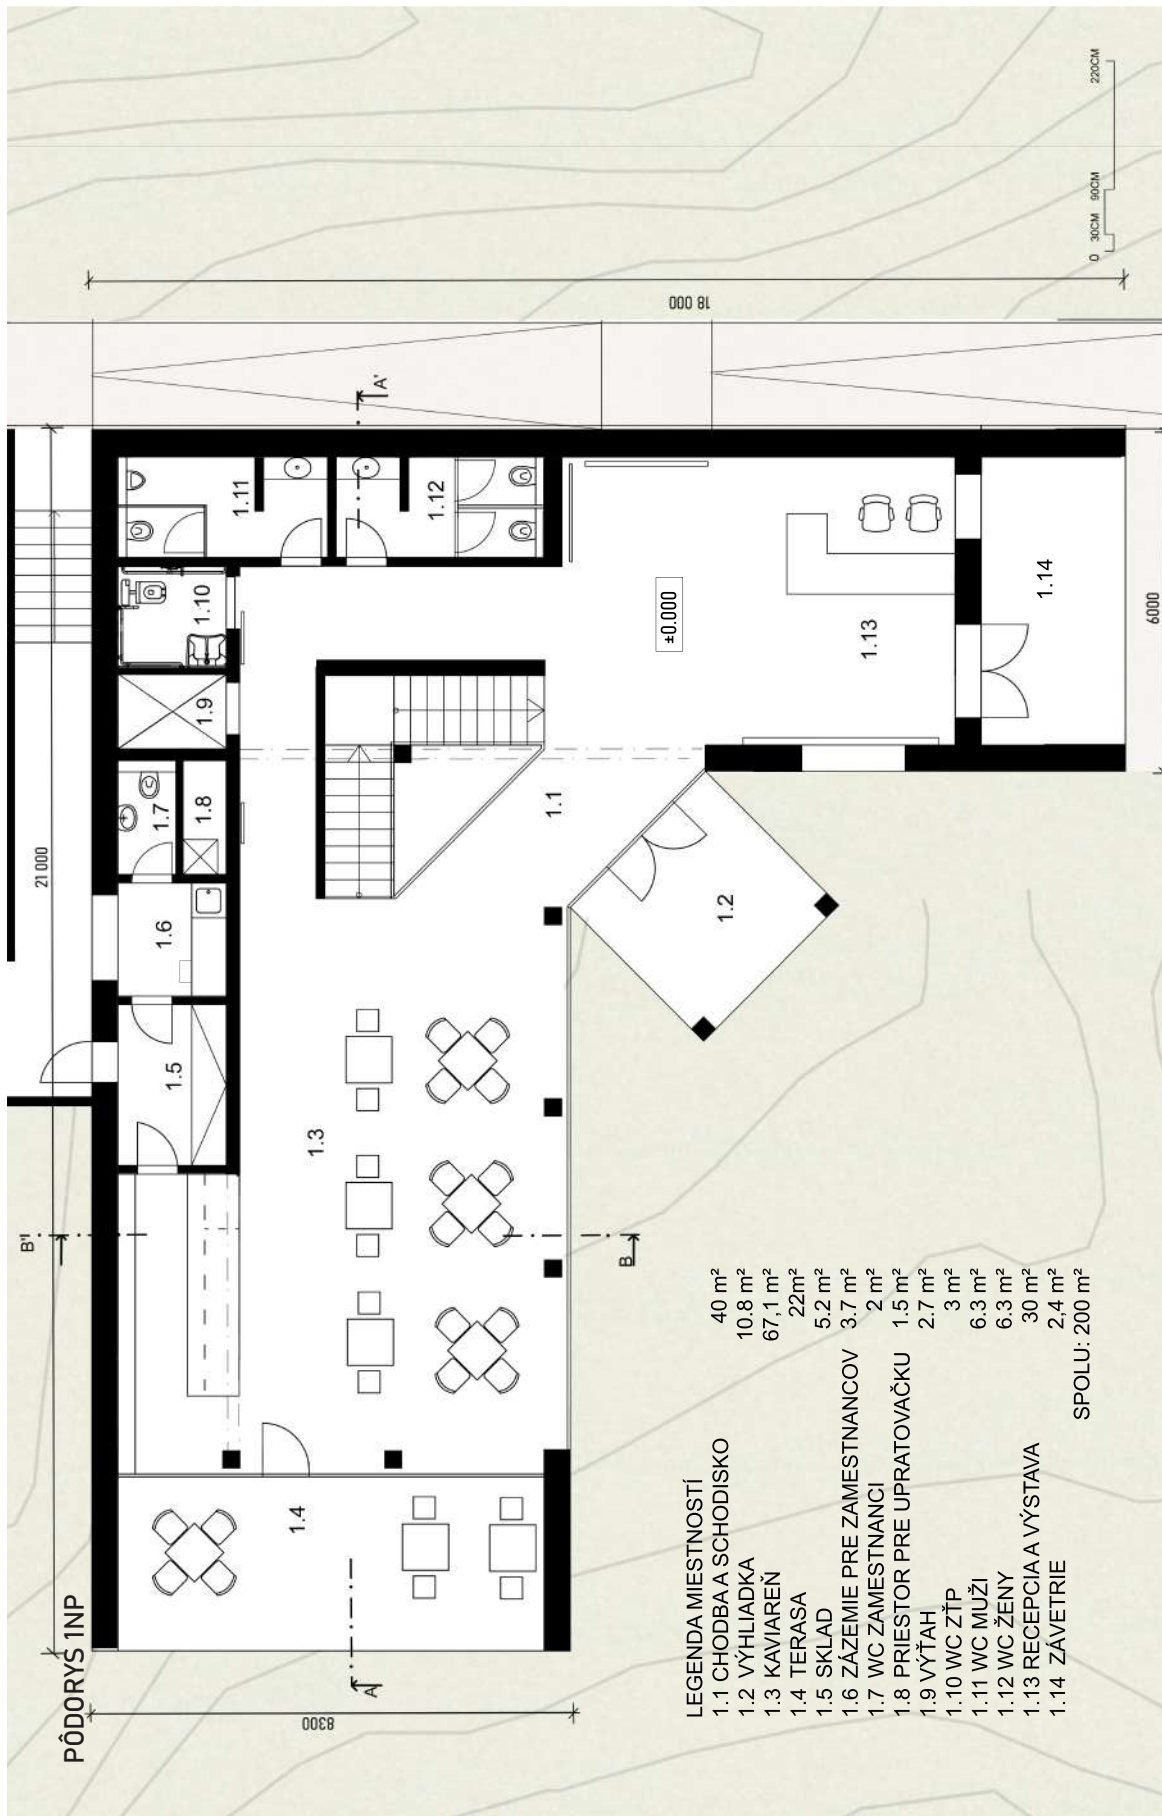 PÔDORYS 1NP
21 000
8300
18 000
6000
A
A'
B'
B
1.1
1.2
1.3
1.4
1.5
1.6
1.7
1.8
1.9
1.10
1.11
1.12
1.13
1.14
±0.000
0 30CM 90CM 220CM
LEGENDA MIESTNOSTÍ
1.1 CHODBA A SCHODISKO 40 m²
1.2 VÝHLIADKA 10.8 m²
1.3 KAVIAREŇ 67,1 m²
1.4 TERASA 22m²
1.5 SKLAD 5.2 m²
1.6 ZÁZEMIE PRE ZAMESTNANCOV 3.7 m²
1.7 WC ZAMESTNANCI 2 m²
1.8 PRIESTOR PRE UPRATOVAČKU 1.5 m²
1.9 VÝŤAH 2.7 m²
1.10 WC ZŤP 3 m²
1.11 WC MUŽI 6.3 m²
1.12 WC ŽENY 6.3 m²
1.13 RECEPCIA A VÝSTAVA 30 m²
1.14 ZÁVETRIE 2,4 m²
SPOLU: 200 m²